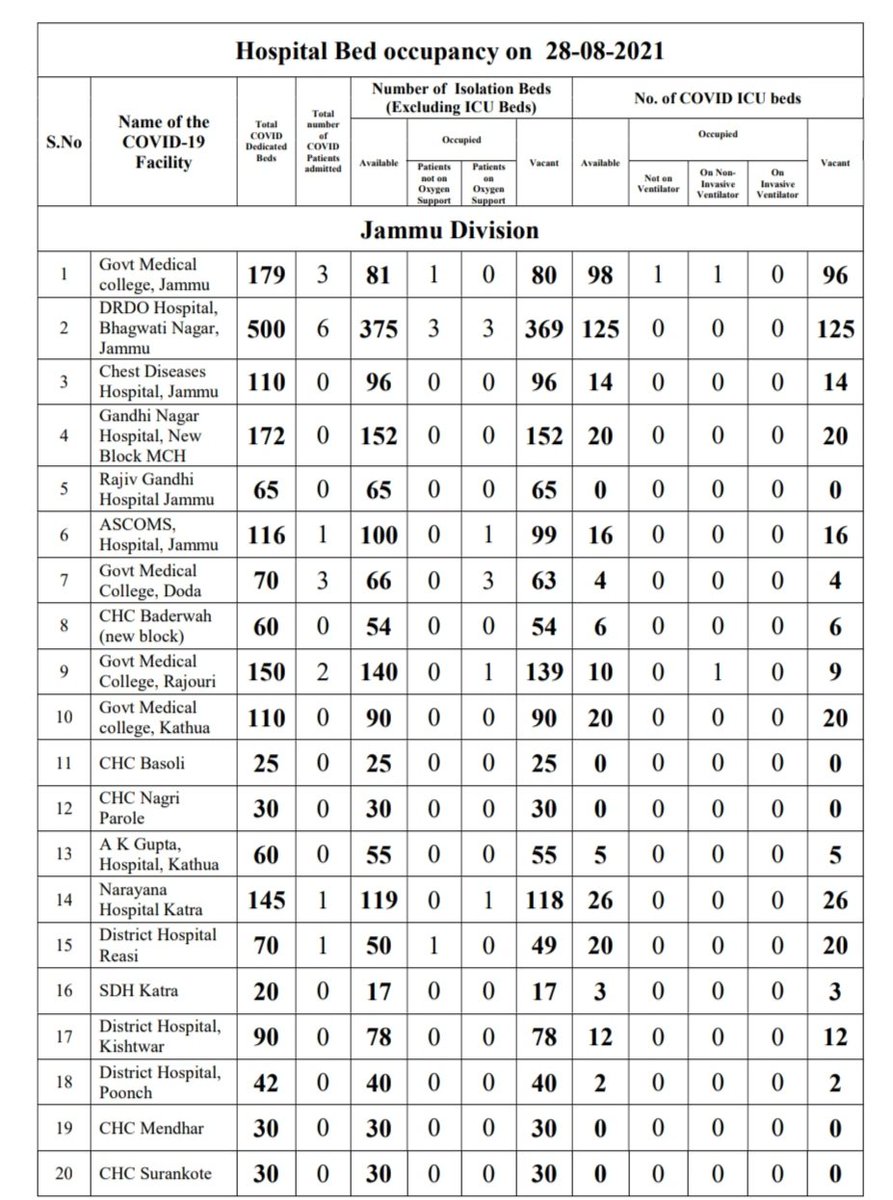 Hospital Bed occupancy on 28-08-2021
S.No
Name of the
COVID-19
Facility
Total
COVID
Dedicated
Beds
Total
number
of
COVID
Patients
admitted
Number of Isolation Beds
(Excluding ICU Beds)
No. of COVID ICU beds
Available
Occupied
Vacant
Available
Occupied
Vacant
Patients
not on
Oxygen
Support
Patients
on
Oxygen
Support
Not on
Ventilator
On Non-
Invasive
Ventilator
On
Invasive
Ventilator
Jammu Division
1 Govt Medical
college, Jammu 179 3 81 1 0 80 98 1 1 0 96
2 DRDO Hospital,
Bhagwati Nagar,
Jammu 500 6 375 3 3 369 125 0 0 0 125
3 Chest Diseases
Hospital, Jammu 110 0 96 0 0 96 14 0 0 0 14
4 Gandhi Nagar
Hospital, New
Block MCH 172 0 152 0 0 152 20 0 0 0 20
5 Rajiv Gandhi
Hospital Jammu 65 0 65 0 0 65 0 0 0 0 0
6 ASCOMS,
Hospital, Jammu 116 1 100 0 1 99 16 0 0 0 16
7 Govt Medical
College, Doda 70 3 66 0 3 63 4 0 0 0 4
8 CHC Baderwah
(new block) 60 0 54 0 0 54 6 0 0 0 6
9 Govt Medical
College, Rajouri 150 2 140 0 1 139 10 0 1 0 9
10 Govt Medical
college, Kathua 110 0 90 0 0 90 20 0 0 0 20
11 CHC Basoli 25 0 25 0 0 25 0 0 0 0 0
12 CHC Nagri
Parole 30 0 30 0 0 30 0 0 0 0 0
13 A K Gupta,
Hospital, Kathua 60 0 55 0 0 55 5 0 0 0 5
14 Narayana
Hospital Katra 145 1 119 0 1 118 26 0 0 0 26
15 District Hospital
Reasi 70 1 50 1 0 49 20 0 0 0 20
16 SDH Katra 20 0 17 0 0 17 3 0 0 0 3
17 District Hospital,
Kishtwar 90 0 78 0 0 78 12 0 0 0 12
18 District Hospital,
Poonch 42 0 40 0 0 40 2 0 0 0 2
19 CHC Mendhar 30 0 30 0 0 30 0 0 0 0 0
20 CHC Surankote 30 0 30 0 0 30 0 0 0 0 0